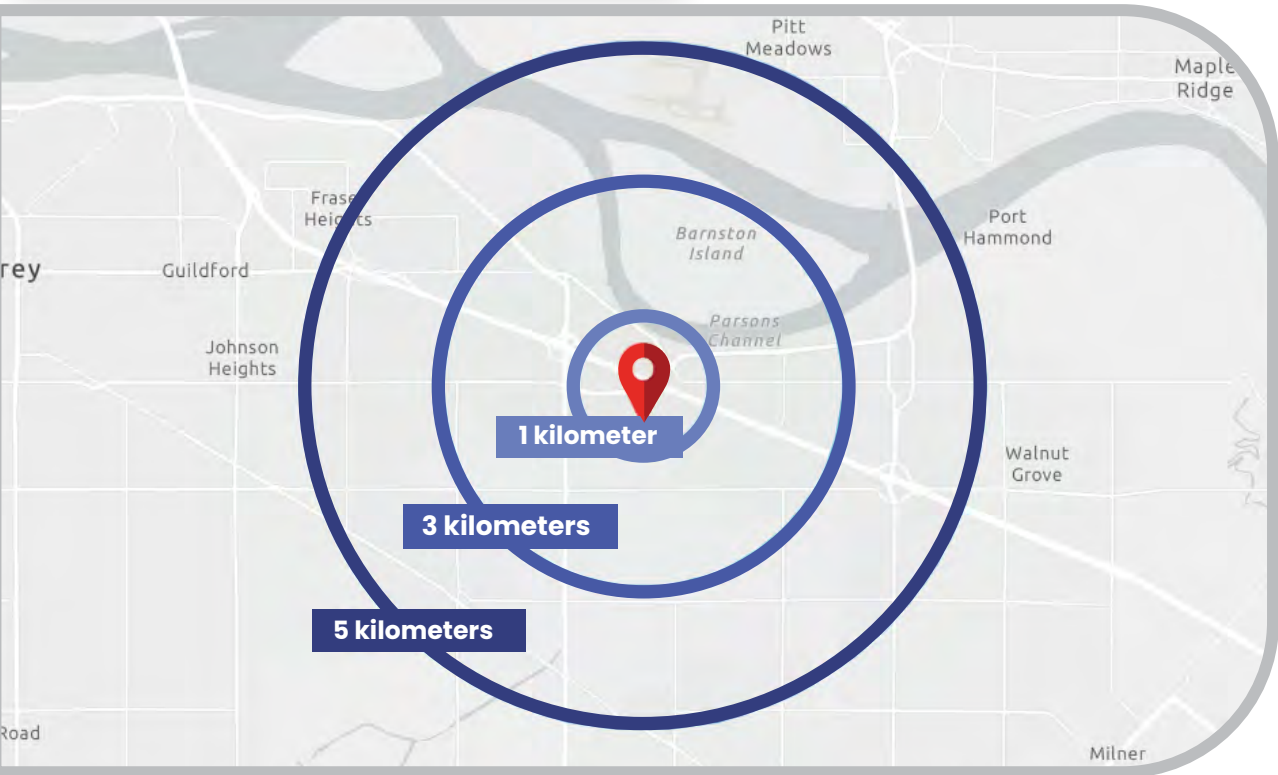 Pitt
Meadows
Maple
Ridge
Fraser
Heights
Port
Hammond
Barnston
Island
rey
Guildford
Parsons
Channel
Johnson
Heights
1 kilometer
Walnut
Grove
3 kilometers
5 kilometers
Road
Milner